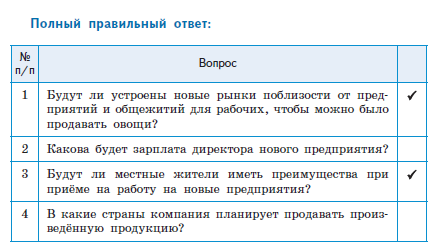 Полный правильный ответ:
№ п/п Вопрос
1 Будут ли устроены новые рынки поблизости от пред- ✓
приятий и общежитий для рабочих, чтобы можно было
продавать овощи?
2 Какова будет зарплата директора нового предприятия?
3 Будут ли местные жители иметь преимущества при ✓
приёме на работу на новые предприятия?
4 В какие страны компания планирует продавать произ-
ведённую продукцию?